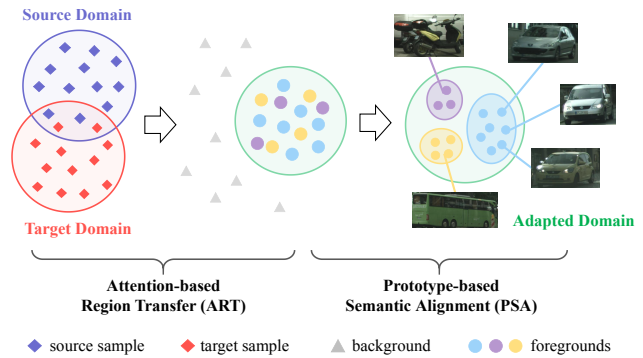 Source Domain
Target Domain
Adapted Domain
Attention-based
Region Transfer (ART)
Prototype-based
Semantic Alignment (PSA)
source sample
target sample
background
foregrounds